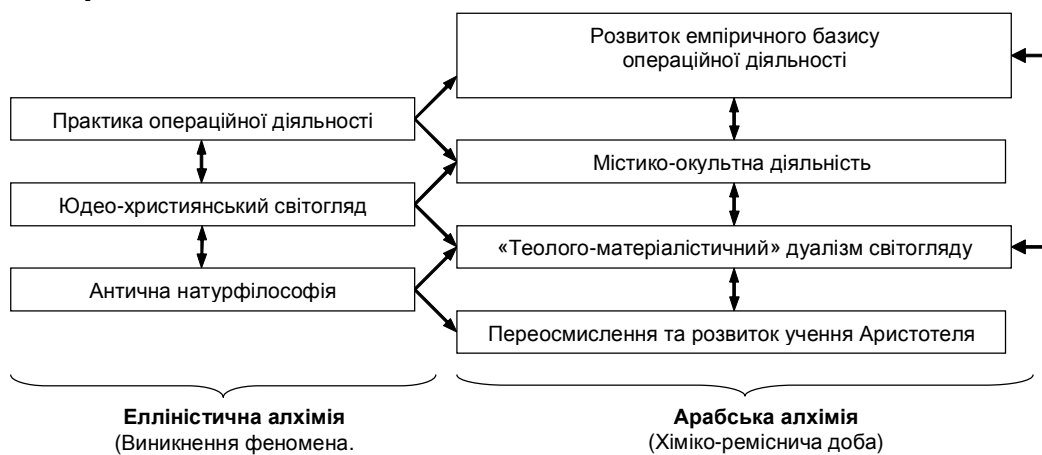 Розвиток емпіричного базису
операційної діяльності
Практика операційної діяльності
Містико-окультна діяльність
Юдео-християнський світогляд
«Теолого-матеріалістичний» дуалізм світогляду
Антична натурфілософія
Переосмислення та розвиток учення Аристотеля
Елліністична алхімія
(Виникнення феномена.
Арабська алхімія
(Хіміко-реміснича доба)